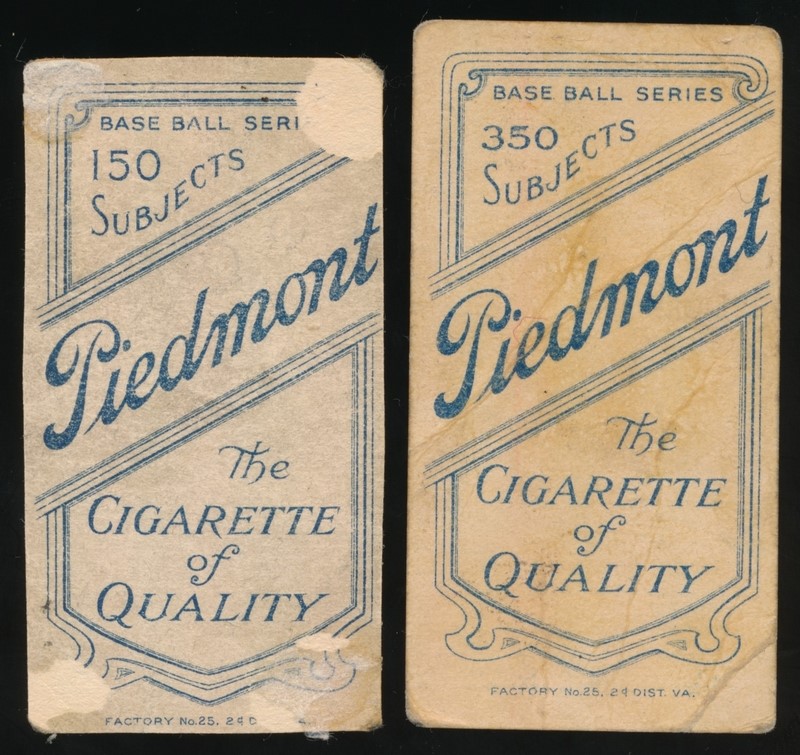 BASE BALL SERI
150
SUBJECTS
Piedmont
The
CIGARETTE
of
QUALITY
FACTORY No. 25, 2d D A.
BASE BALL SERIES
350
SUBJECTS
Piedmont
The
CIGARETTE
of
QUALITY
FACTORY No. 25, 2d DIST. VA.